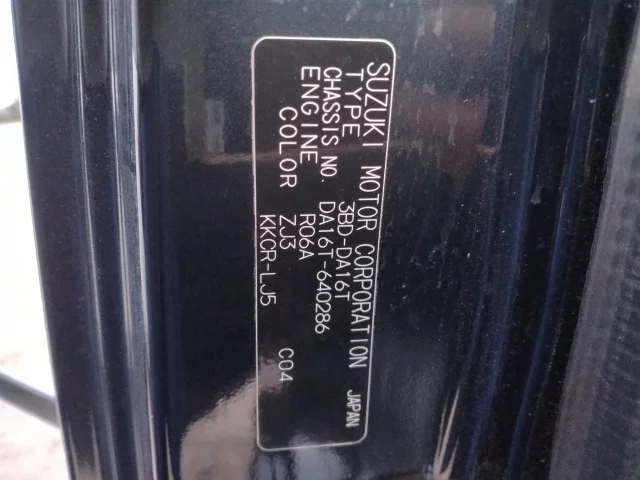 SUZUKI MOTOR CORPORATION JAPAN
TYPE 3BD-DA16T
CHASSIS NO. DA16T-640286
ENGINE R06A
COLOR ZJ3 C04
KKCR-LJ5